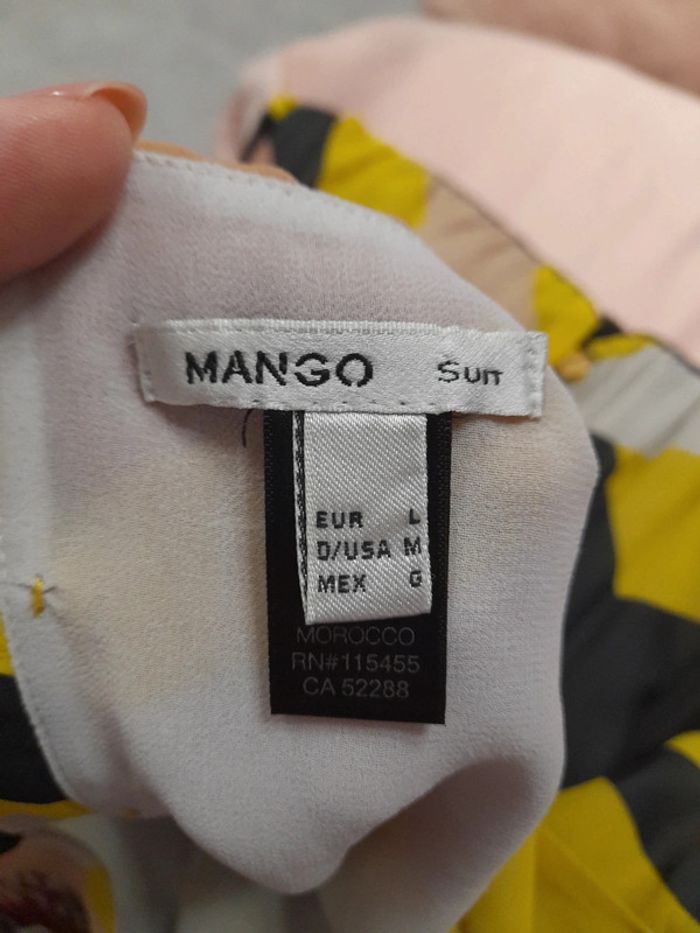 MANGO Suit
EUR L
D/USA M
MEX G
MOROCCO
RN#115455
CA 52288